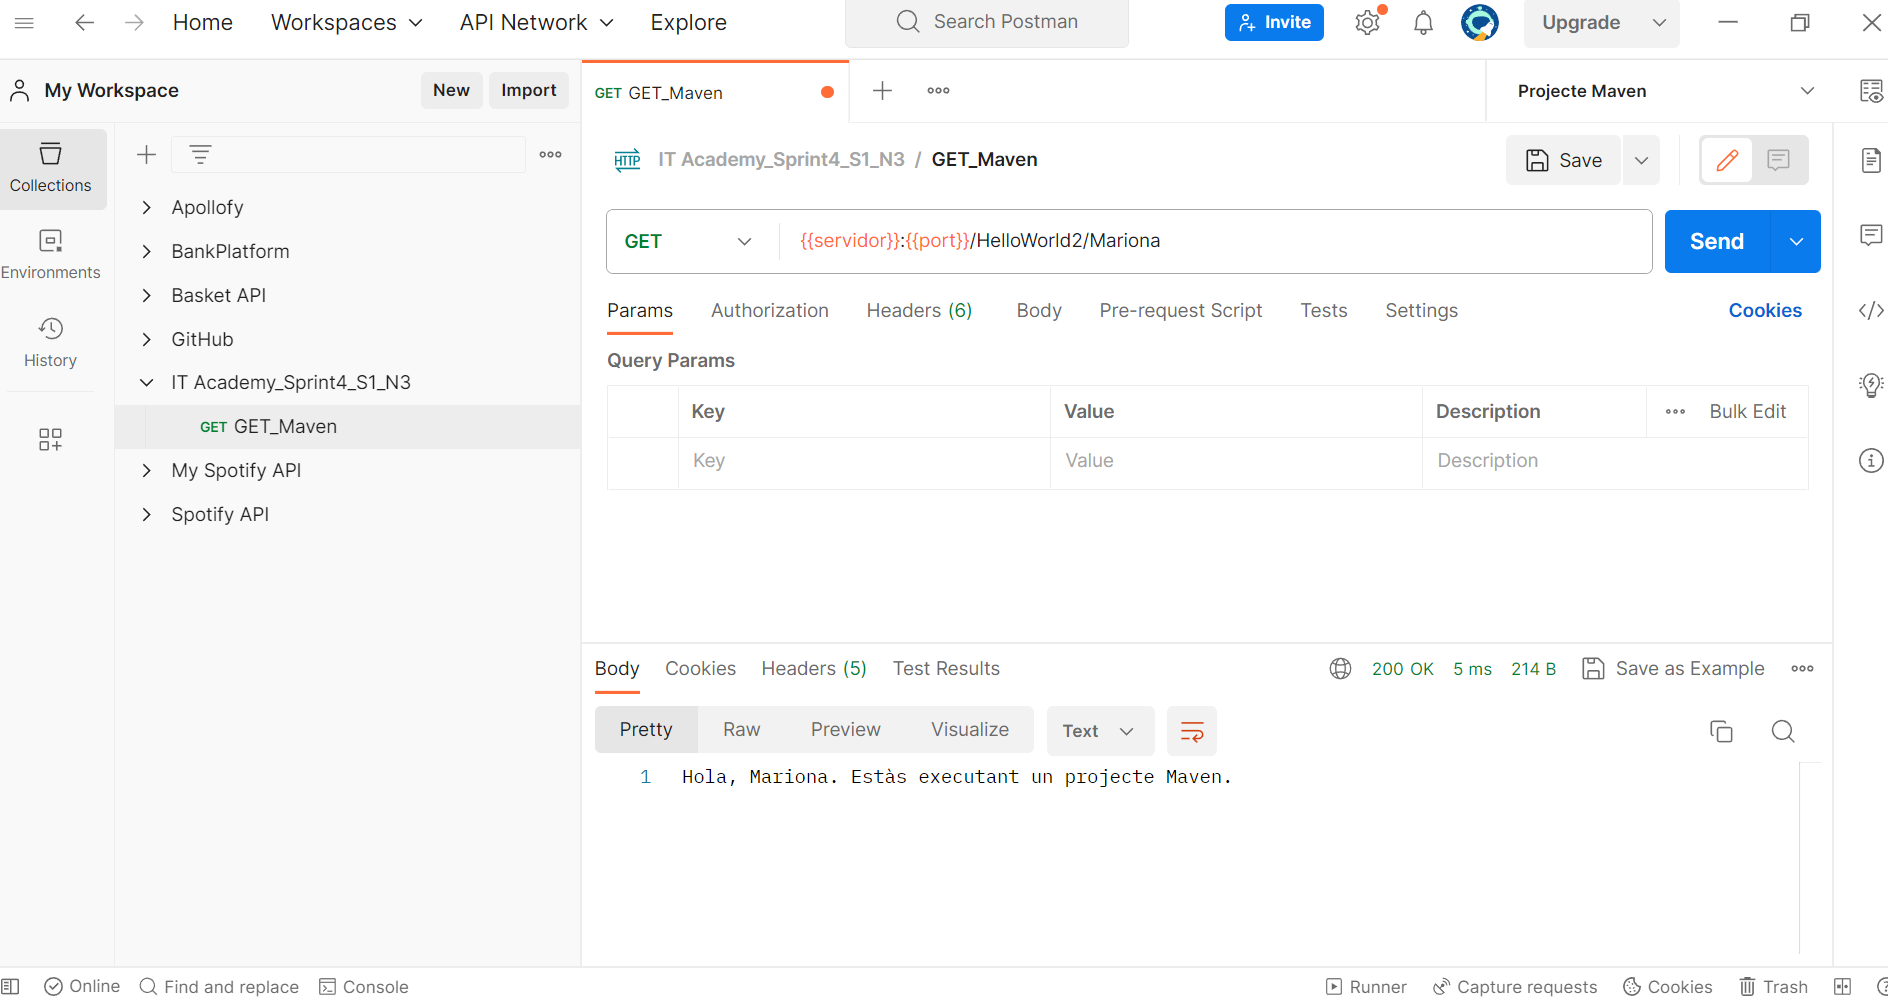 Home Workspaces API Network Explore Search Postman Invite Upgrade
My Workspace New Import
GET GET_Maven
Projecte Maven
Collections
Environments
History
Apollofy
BankPlatform
Basket API
GitHub
IT Academy_Sprint4_S1_N3
GET GET_Maven
My Spotify API
Spotify API
HTTP IT Academy_Sprint4_S1_N3 / GET_Maven Save
GET {{servidor}}:{{port}}/HelloWorld2/Mariona Send
Params Authorization Headers (6) Body Pre-request Script Tests Settings Cookies
Query Params
Key Value Description Bulk Edit
Key Value Description
Body Cookies Headers (5) Test Results 200 OK 5 ms 214 B Save as Example
Pretty Raw Preview Visualize Text
1 Hola, Mariona. Estàs executant un projecte Maven.
Online Find and replace Console Runner Capture requests Cookies Trash